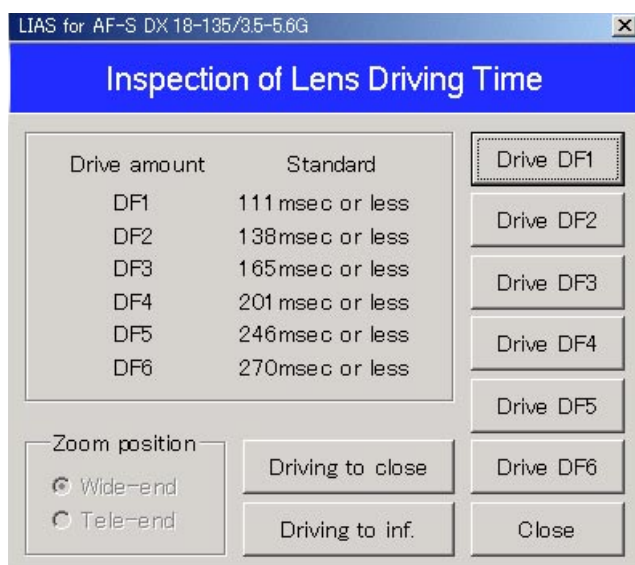 LIAS for AF-S DX 18-135/3.5-5.6G
Inspection of Lens Driving Time
Drive amount Standard
DF1 111msec or less
DF2 138msec or less
DF3 165msec or less
DF4 201msec or less
DF5 246msec or less
DF6 270msec or less
Drive DF1
Drive DF2
Drive DF3
Drive DF4
Drive DF5
Drive DF6
Zoom position
Wide-end
Tele-end
Driving to close
Driving to inf.
Close